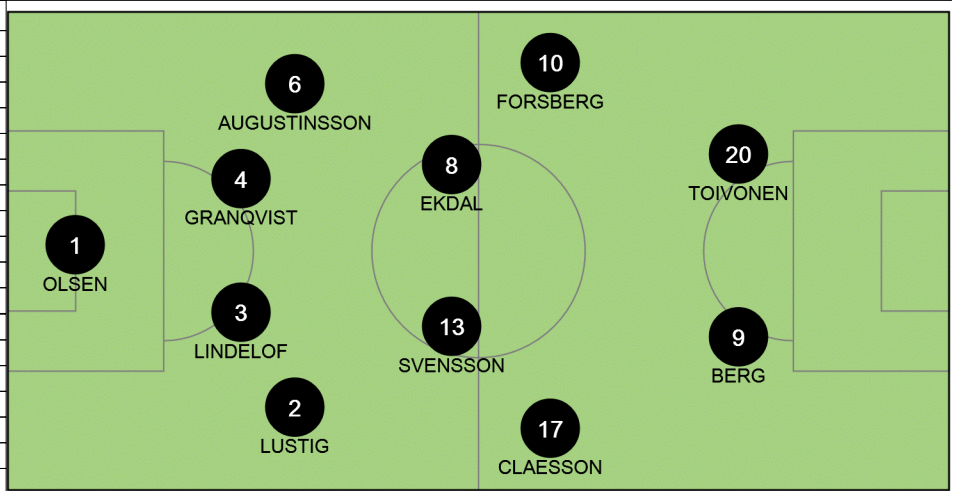 10
FORSBERG
6
AUGUSTINSSON
20
TOIVONEN
8
EKDAL
4
GRANQVIST
1
OLSEN
3
LINDELOF
13
SVENSSON
9
BERG
2
LUSTIG
17
CLAESSON